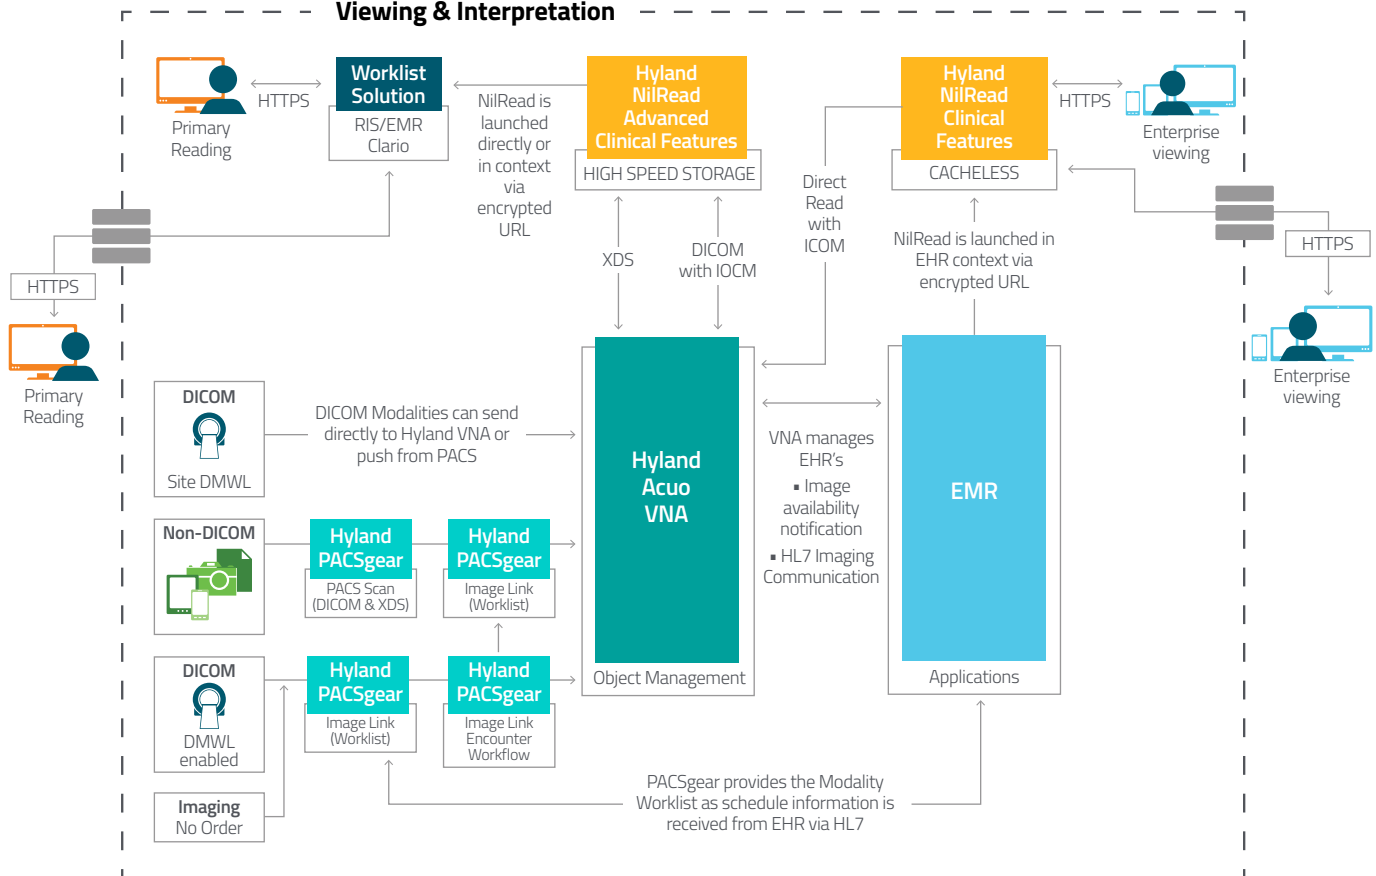 Viewing & Interpretation
Primary
Reading
HTTPS
Worklist
Solution
RIS/EMR
Clario
NilRead is
launched
directly or
in context
via
encrypted
URL
Hyland
NilRead
Advanced
Clinical Features
HIGH SPEED STORAGE
Direct
Read
with
ICOM
Hyland
NilRead
Clinical
Features
CACHELESS
HTTPS
Enterprise
viewing
HTTPS
Primary
Reading
XDS
DICOM
with IOCM
NilRead is launched in
EHR context via
encrypted URL
HTTPS
Enterprise
viewing
DICOM
Site DMWL
DICOM Modalities can send
directly to Hyland VNA or
push from PACS
Non-DICOM
Hyland
PACSgear
PACS Scan
(DICOM & XDS)
Hyland
PACSgear
Image Link
(Worklist)
DICOM
DMWL
enabled
Hyland
PACSgear
Image Link
(Worklist)
Hyland
PACSgear
Image Link
Encounter
Workflow
Imaging
No Order
Hyland
Acuo
VNA
Object Management
VNA manages
EHR's
▪ Image
availability
notification
▪ HL7 Imaging
Communication
EMR
Applications
PACSgear provides the Modality
Worklist as schedule information is
received from EHR via HL7